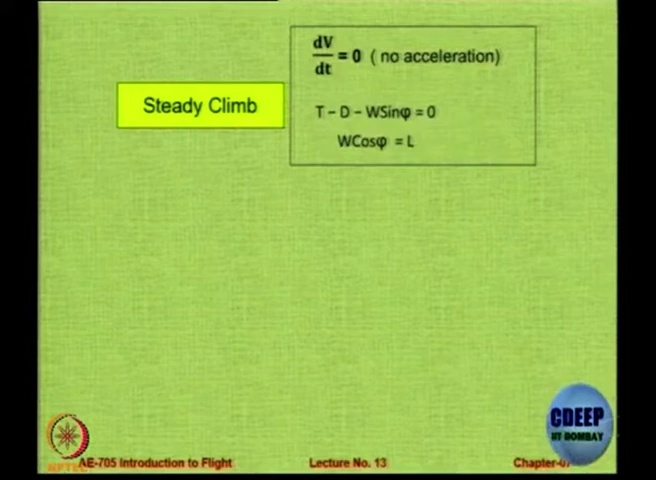 dV
dt
= 0 ( no acceleration)
Steady Climb
T – D – WSinφ = 0
WCosφ = L
CDEEP
IIT BOMBAY
NPTEL
AE-705 Introduction to Flight
Lecture No. 13
Chapter-07